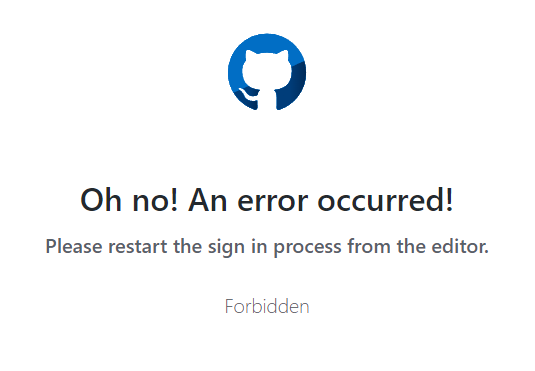 Oh no! An error occurred!
Please restart the sign in process from the editor.
Forbidden